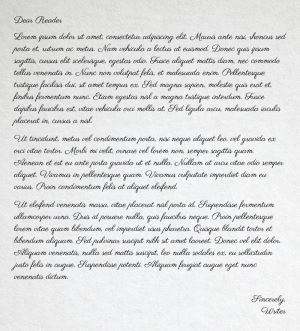 Dear Reader
Lorem ipsum dolor sit amet, consectetur adipiscing elit. Mauris ante nisi, rhoncus sed
porta et, rutrum ac metus. Nam vehicula a lectus at euismod. Donec quis ipsum
sagittis, cursus elit scelerisque, egestas odio. Fusce aliquet mattis diam, nec commodo
tellus venenatis in. Nunc non volutpat felis, et malesuada enim. Pellentesque
tristique facilisis dui, sit amet tempus ex. Sed magna sapien, molestie quis est et,
finibus fermentum nunc. Etiam egestas nisl a magna tristique interdum. Fusce
dapibus faucibus est, vitae vehicula orci mollis at. Sed ligula arcu, malesuada iaculis
placerat in, cursus a nisl.
Ut tincidunt, metus vel condimentum porta, nisi neque aliquet leo, vel gravida ex
orci vitae tortor. Morbi mi velit, ornare vel lorem non, semper sagittis quam.
Aenean et est eu ante porta gravida ut et nulla. Nullam at arcu vitae odio semper
aliquet. Vivamus in pellentesque quam. Vivamus vulputate imperdiet diam eu
varius. Proin condimentum felis at aliquet eleifend.
Ut eleifend venenatis massa, vitae placerat nisl porta id. Suspendisse fermentum
ullamcorper urna. Duis id posuere nulla, quis faucibus neque. Proin pellentesque
lorem vitae quam bibendum, vel imperdiet risus pharetra. Quisque blandit tortor et
bibendum aliquam. Sed pulvinar suscipit nibh sit amet laoreet. Donec vel elit dolor.
Aliquam venenatis, nulla sed mattis suscipit, leo nulla sodales ex, eu sollicitudin
justo felis in augue. Suspendisse potenti. Aliquam feugiat augue eget nunc
venenatis dictum.
Sincerely,
Writer